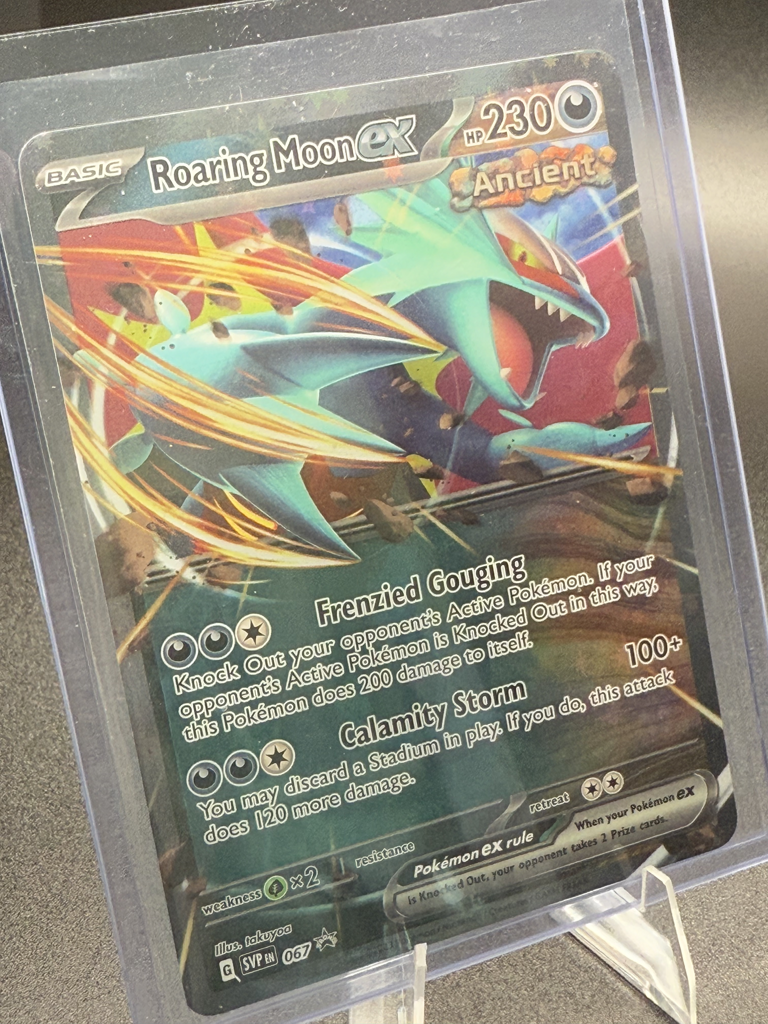 BASIC Roaring Moon ex HP 230
Ancient
Frenzied Gouging
Knock Out your opponent's Active Pokémon. If your
opponent's Active Pokémon is Knocked Out in this way,
this Pokémon does 200 damage to itself.
Calamity Storm 100+
You may discard a Stadium in play. If you do, this attack
does 120 more damage.
weakness ×2 resistance retreat
Pokémon ex rule When your Pokémon ex
is Knocked Out, your opponent takes 2 Prize cards.
Illus. takuyoa
G SVP EN 067